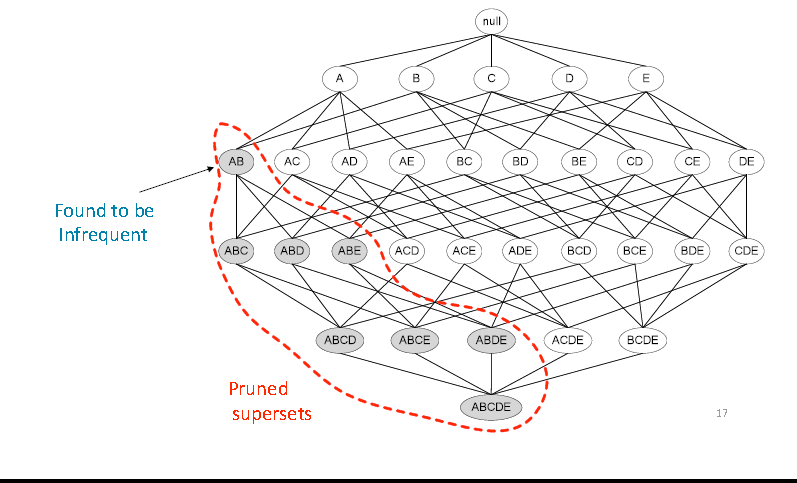 null
A B C D E
AB AC AD AE BC BD BE CD CE DE
Found to be
Infrequent
ABC ABD ABE ACD ACE ADE BCD BCE BDE CDE
ABCD ABCE ABDE ACDE BCDE
Pruned
supersets
ABCDE
17